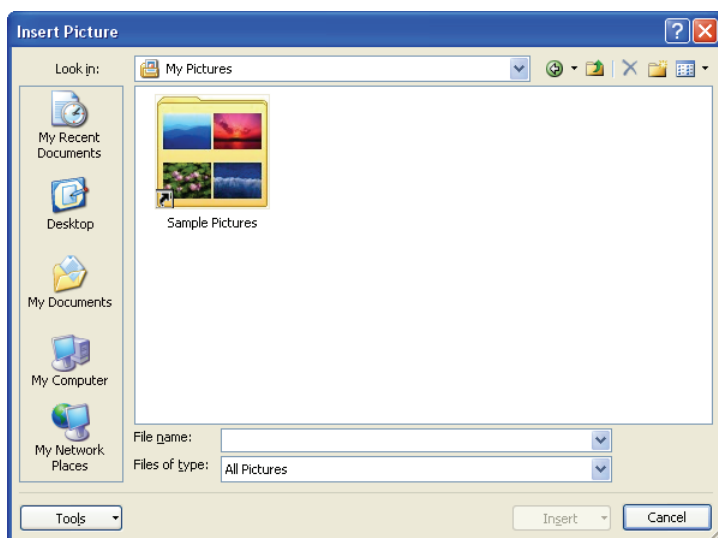 Insert Picture
Look in:
My Pictures
My Recent
Documents
Desktop
My Documents
My Computer
My Network
Places
Sample Pictures
File name:
Files of type:
All Pictures
Tools
Insert
Cancel